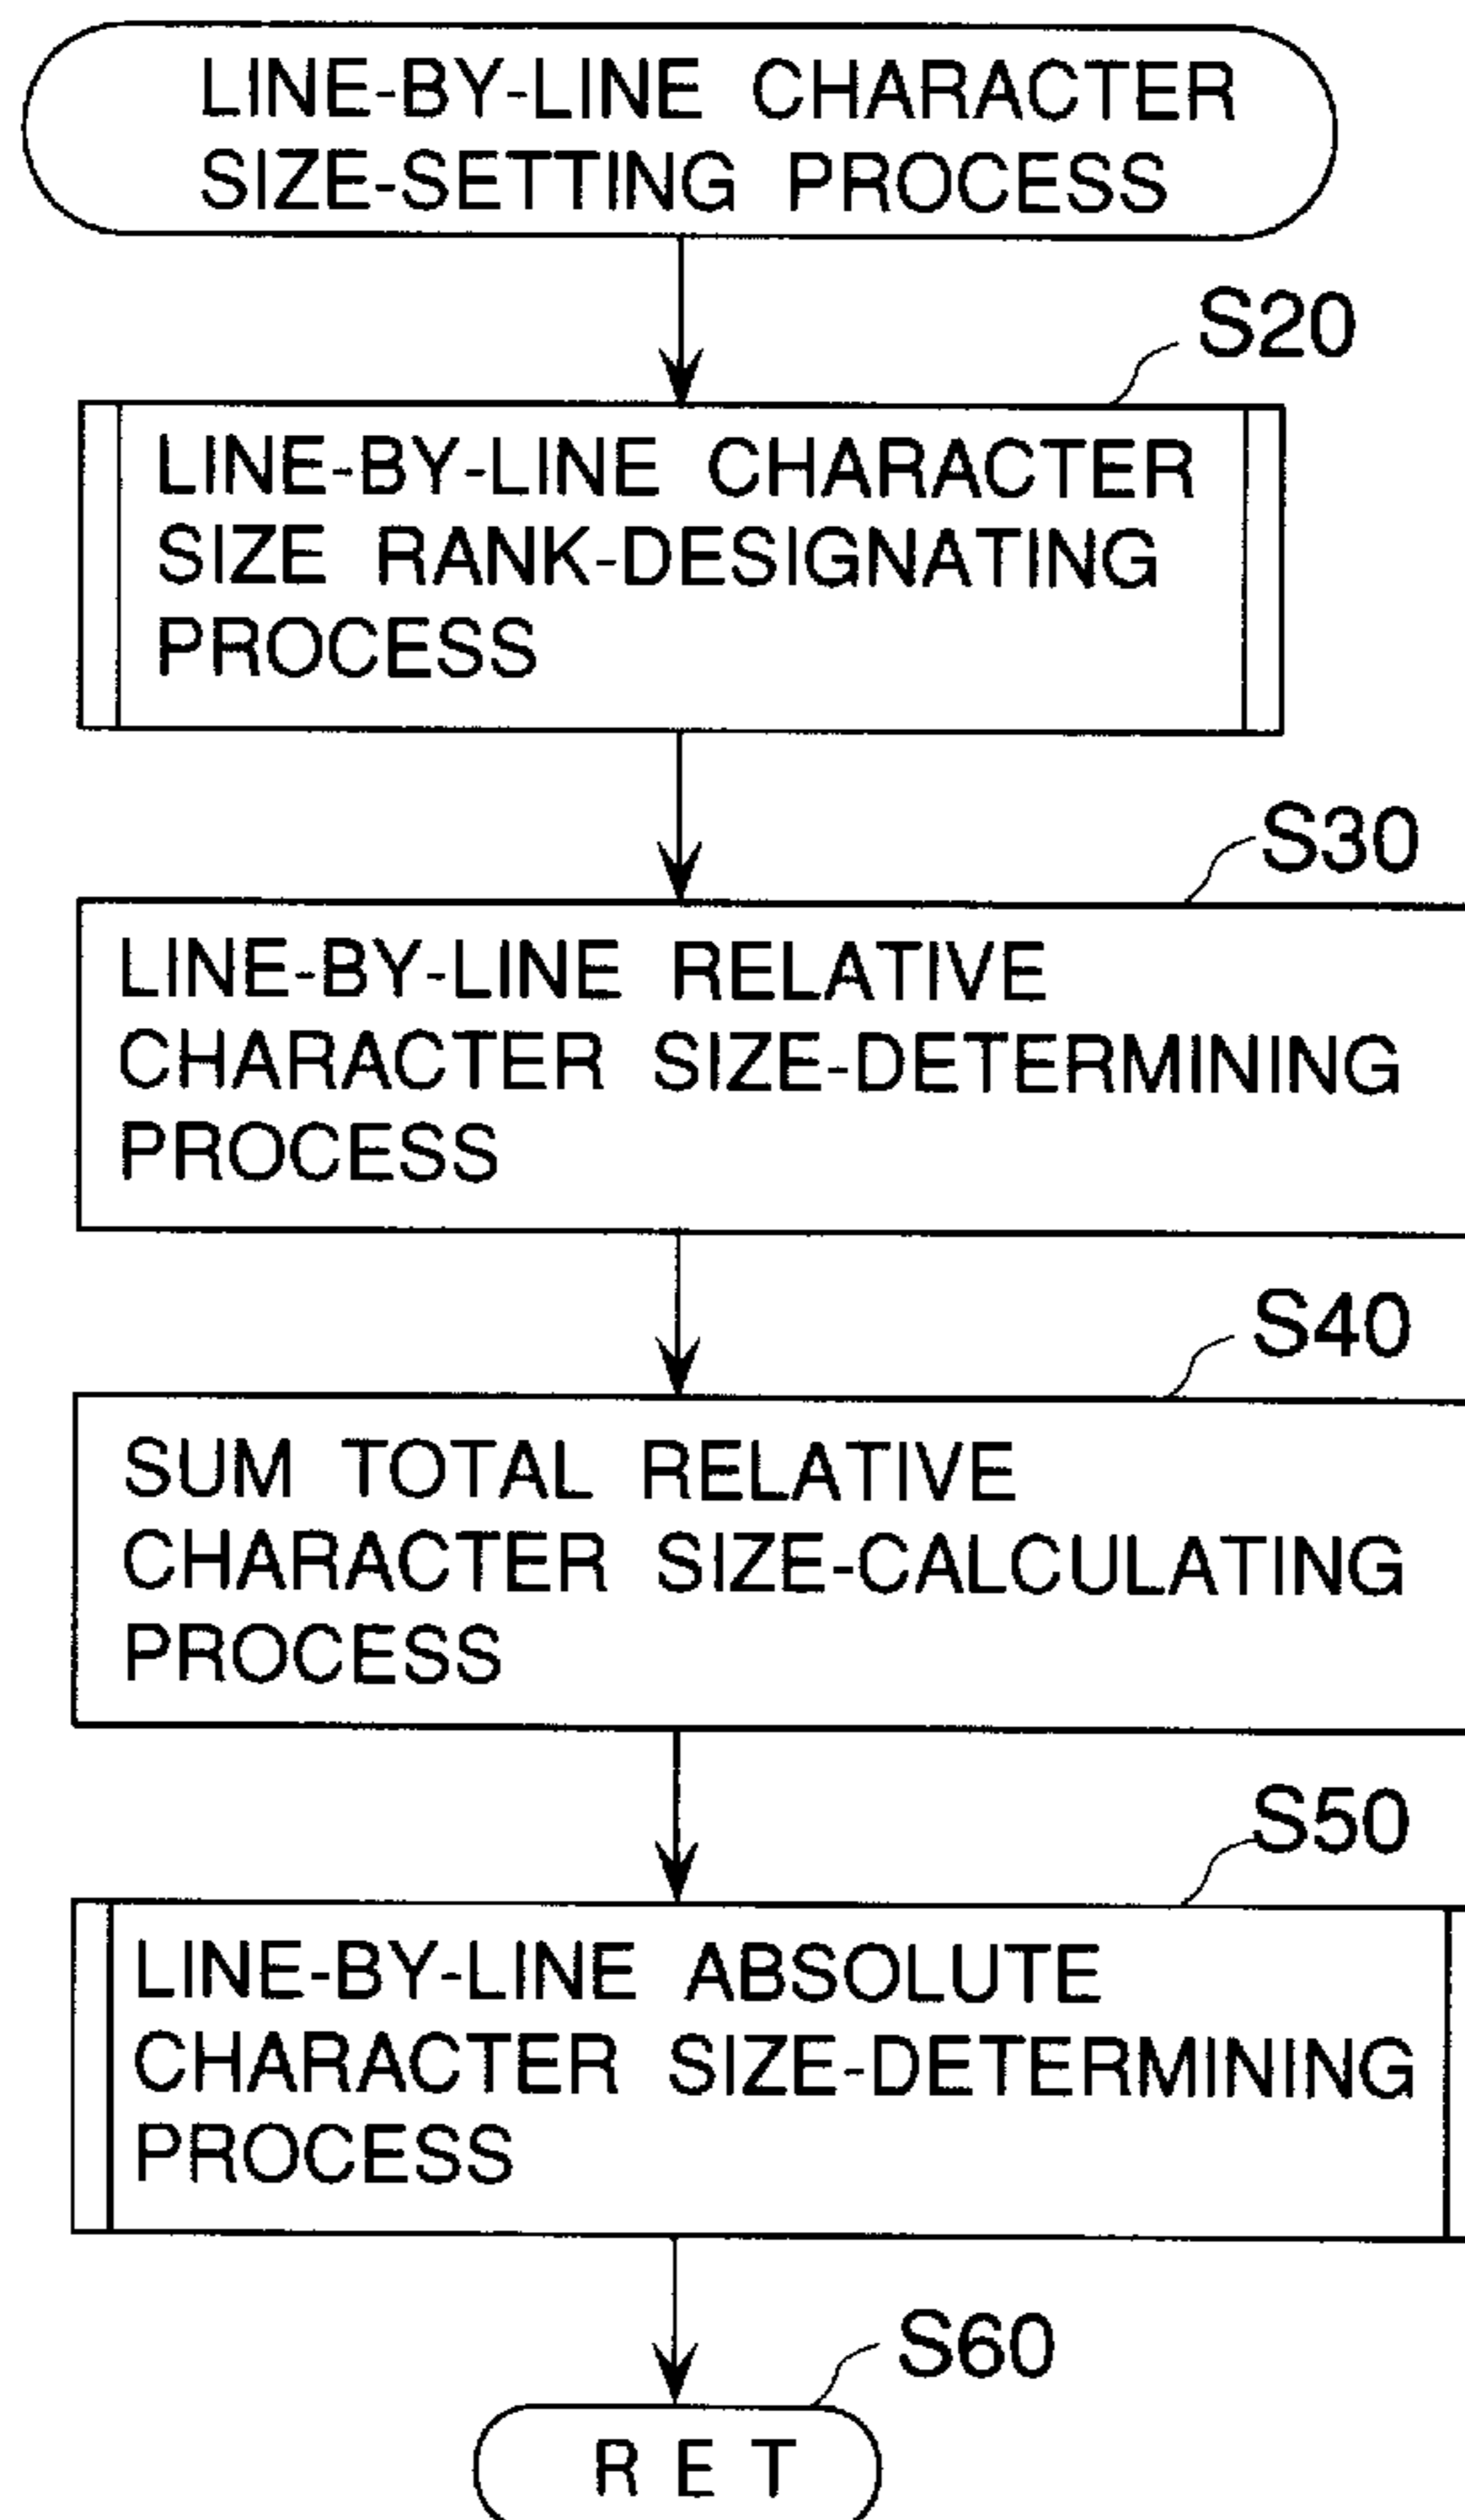 LINE-BY-LINE CHARACTER
SIZE-SETTING PROCESS
S20
LINE-BY-LINE CHARACTER
SIZE RANK-DESIGNATING
PROCESS
S30
LINE-BY-LINE RELATIVE
CHARACTER SIZE-DETERMINING
PROCESS
S40
SUM TOTAL RELATIVE
CHARACTER SIZE-CALCULATING
PROCESS
S50
LINE-BY-LINE ABSOLUTE
CHARACTER SIZE-DETERMINING
PROCESS
S60
RET